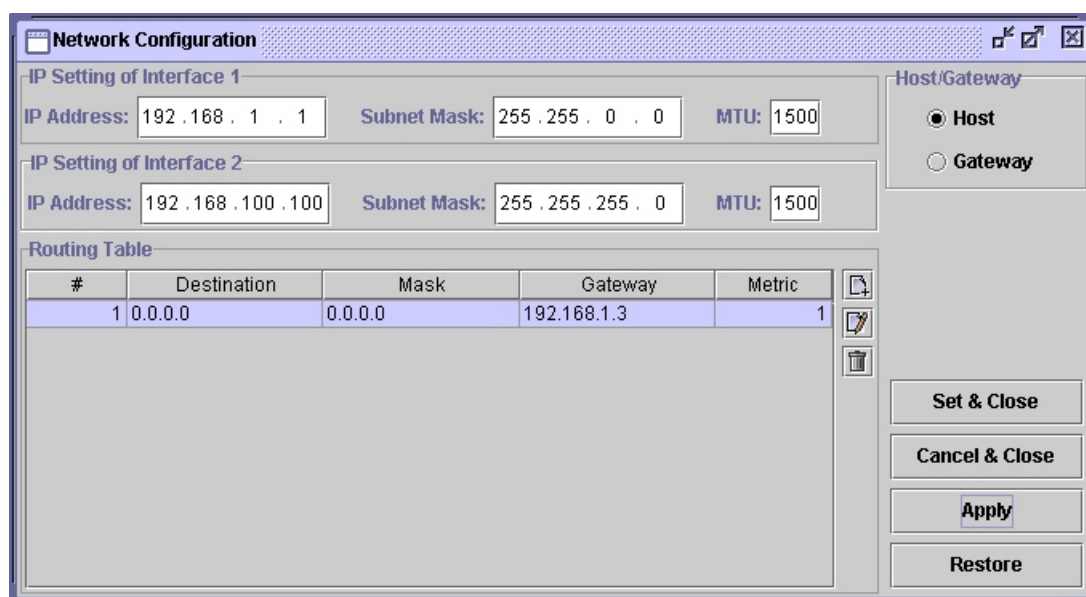 Network Configuration
IP Setting of Interface 1
IP Address: 192 . 168 . 1 . 1 Subnet Mask: 255 . 255 . 0 . 0 MTU: 1500
IP Setting of Interface 2
IP Address: 192 . 168 . 100 . 100 Subnet Mask: 255 . 255 . 255 . 0 MTU: 1500
Host/Gateway
Host
Gateway
Routing Table
# Destination Mask Gateway Metric
1 0.0.0.0 0.0.0.0 192.168.1.3 1
Set & Close
Cancel & Close
Apply
Restore